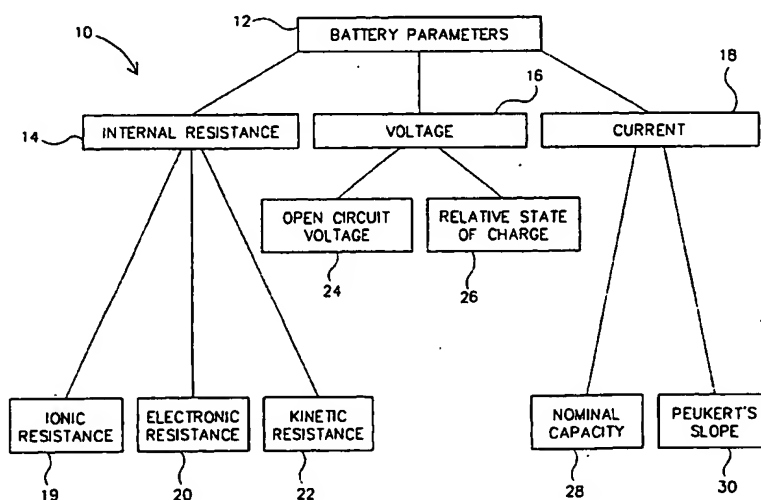 12
BATTERY PARAMETERS
10
16
18
14
INTERNAL RESISTANCE
VOLTAGE
CURRENT
OPEN CIRCUIT
VOLTAGE
RELATIVE STATE
OF CHARGE
24
26
IONIC
RESISTANCE
ELECTRONIC
RESISTANCE
KINETIC
RESISTANCE
NOMINAL
CAPACITY
PEUKERT'S
SLOPE
19
20
22
28
30